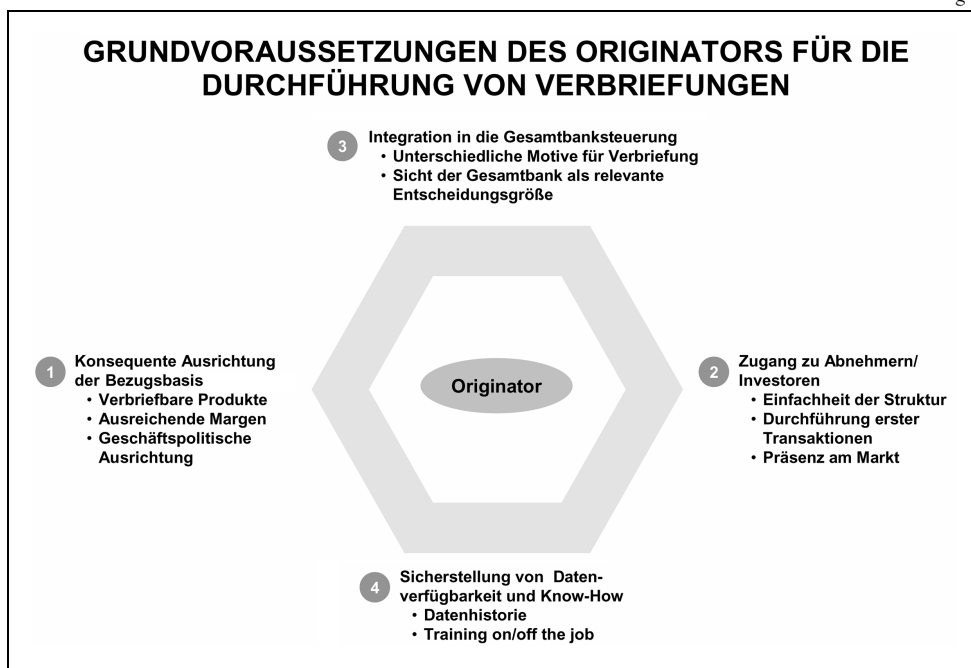 GRUNDVORAUSSETZUNGEN DES ORIGINATORS FÜR DIE
DURCHFÜHRUNG VON VERBRIEFUNGEN
3
Integration in die Gesamtbanksteuerung
• Unterschiedliche Motive für Verbriefung
• Sicht der Gesamtbank als relevante
Entscheidungsgröße
1
Konsequente Ausrichtung
der Bezugsbasis
• Verbriefbare Produkte
• Ausreichende Margen
• Geschäftspolitische
Ausrichtung
Originator
2
Zugang zu Abnehmern/
Investoren
• Einfachheit der Struktur
• Durchführung erster
Transaktionen
• Präsenz am Markt
4
Sicherstellung von Daten-
verfügbarkeit und Know-How
• Datenhistorie
• Training on/off the job